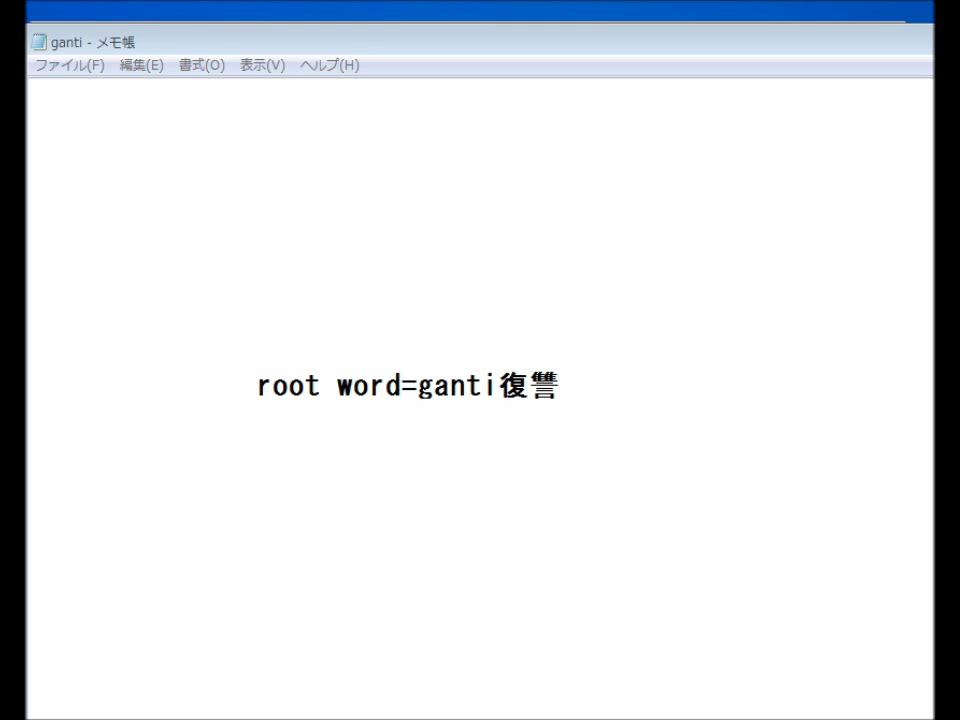 ganti - メモ帳
ファイル(F) 編集(E) 書式(O) 表示(V) ヘルプ(H)
root word=ganti復讐